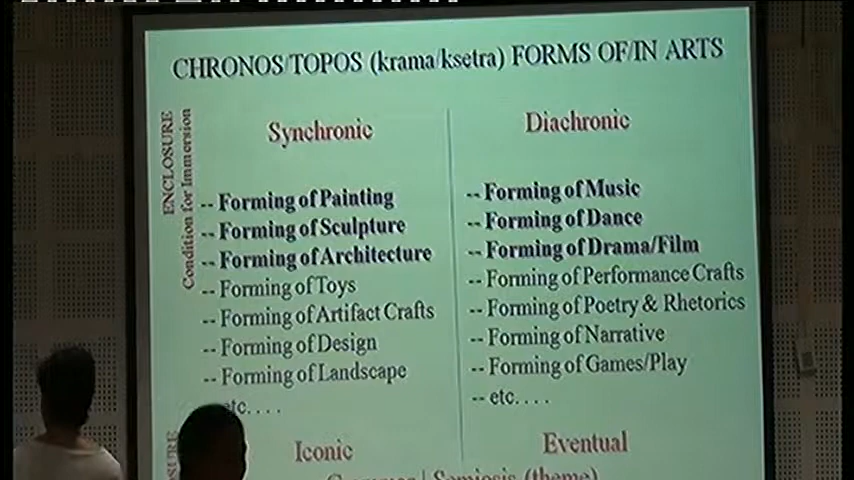 CHRONOS/TOPOS (krama/ksetra) FORMS OF/IN ARTS
ENCLOSURE
Condition for Immersion
Synchronic
-- Forming of Painting
-- Forming of Sculpture
-- Forming of Architecture
-- Forming of Toys
-- Forming of Artifact Crafts
-- Forming of Design
-- Forming of Landscape
etc. . . .
Diachronic
-- Forming of Music
-- Forming of Dance
-- Forming of Drama/Film
-- Forming of Performance Crafts
-- Forming of Poetry & Rhetorics
-- Forming of Narrative
-- Forming of Games/Play
-- etc. . . .
Iconic
Eventual
Semiosis (theme)